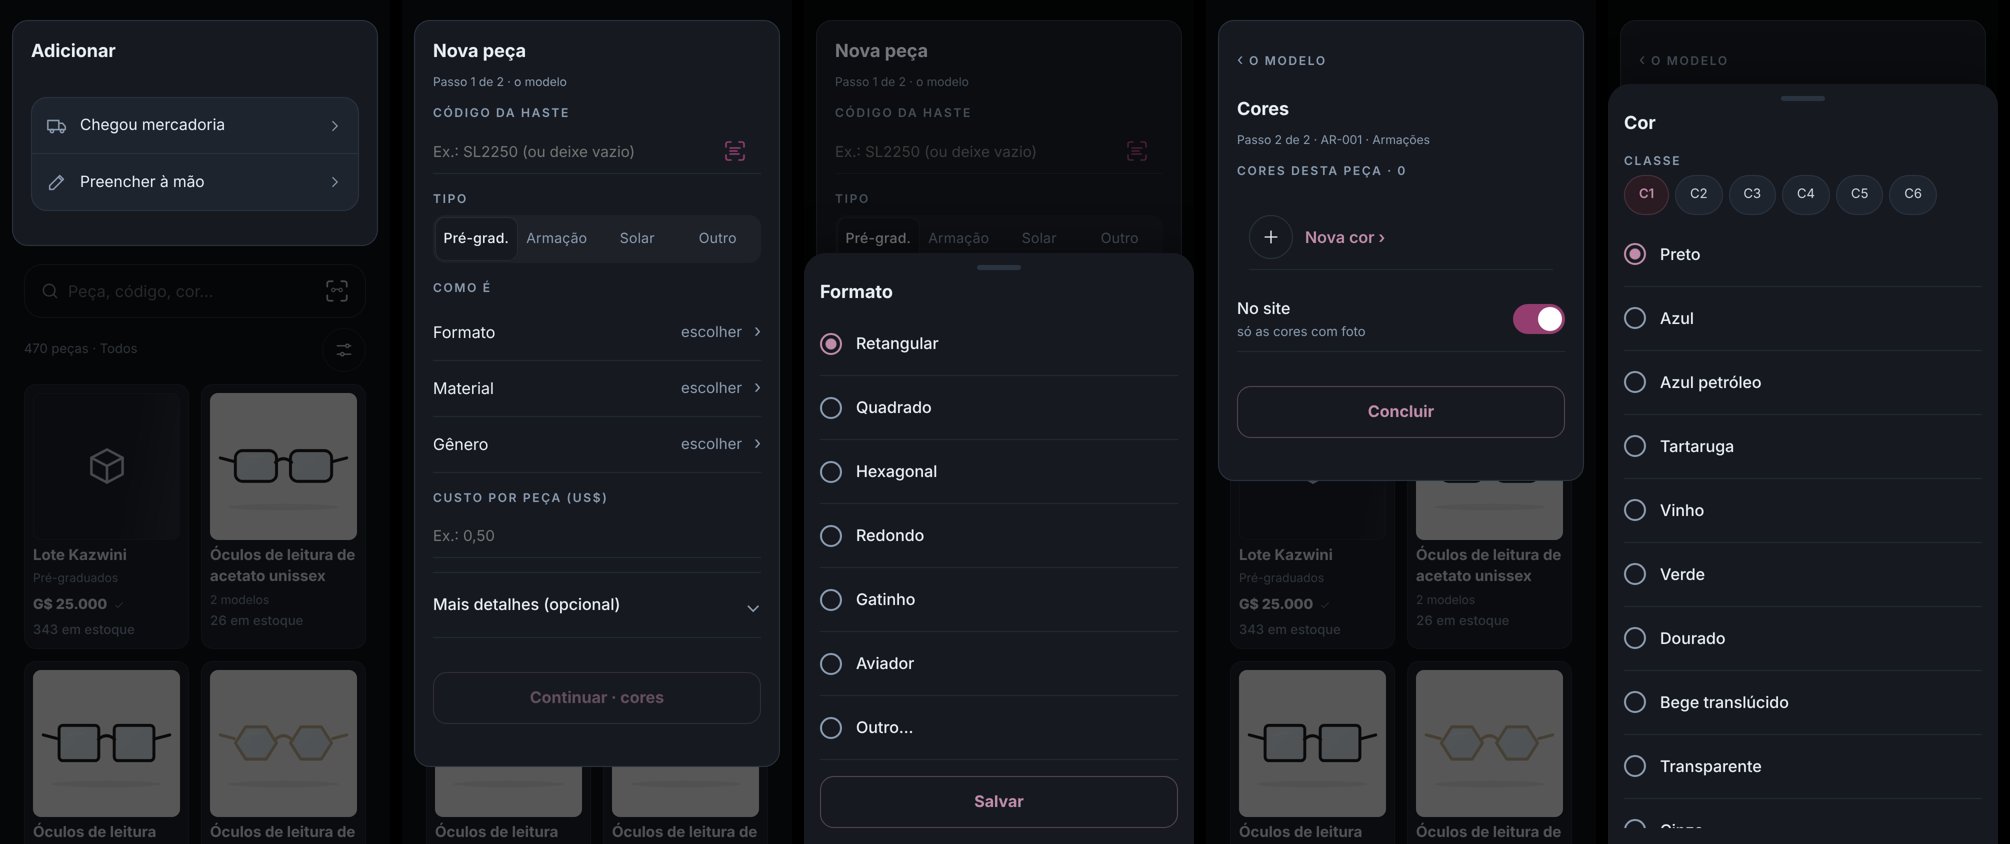 Adicionar
Chegou mercadoria
Preencher à mão
Peça, código, cor...
470 peças · Todos
Lote Kazwini
Pré-graduados
G$ 25.000
343 em estoque
Óculos de leitura de
acetato unissex
2 modelos
26 em estoque
Óculos de leitura
Óculos de leitura de
Nova peça
Passo 1 de 2 · o modelo
CÓDIGO DA HASTE
Ex.: SL2250 (ou deixe vazio)
TIPO
Pré-grad. Armação Solar Outro
COMO É
Formato escolher
Material escolher
Gênero escolher
CUSTO POR PEÇA (US$)
Ex.: 0,50
Mais detalhes (opcional)
Continuar · cores
Óculos de leitura
Óculos de leitura de
Nova peça
Passo 1 de 2 · o modelo
CÓDIGO DA HASTE
Ex.: SL2250 (ou deixe vazio)
TIPO
Pré-grad. Armação Solar Outro
Formato
Retangular
Quadrado
Hexagonal
Redondo
Gatinho
Aviador
Outro...
Salvar
O MODELO
Cores
Passo 2 de 2 · AR-001 · Armações
CORES DESTA PEÇA · 0
Nova cor
No site
só as cores com foto
Concluir
Lote Kazwini
Pré-graduados
G$ 25.000
343 em estoque
Óculos de leitura de
acetato unissex
2 modelos
26 em estoque
Óculos de leitura
Óculos de leitura de
O MODELO
Cor
CLASSE
C1 C2 C3 C4 C5 C6
Preto
Azul
Azul petróleo
Tartaruga
Vinho
Verde
Dourado
Bege translúcido
Transparente